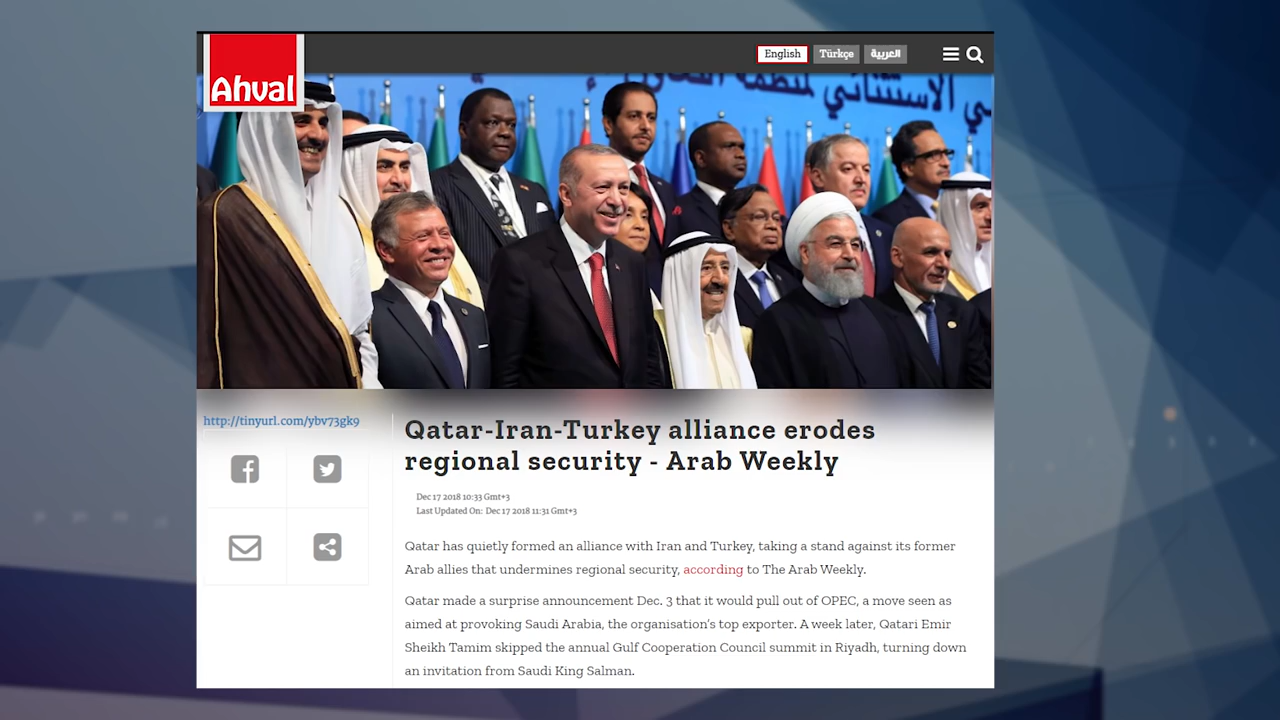 Ahval
English
Türkçe
العربية
Qatar-Iran-Turkey alliance erodes
regional security - Arab Weekly
http://tinyurl.com/ybv73gk9
Dec 17 2018 10:33 Gmt+3
Last Updated On: Dec 17 2018 11:31 Gmt+3
Qatar has quietly formed an alliance with Iran and Turkey, taking a stand against its former
Arab allies that undermines regional security, according to The Arab Weekly.
Qatar made a surprise announcement Dec. 3 that it would pull out of OPEC, a move seen as
aimed at provoking Saudi Arabia, the organisation's top exporter. A week later, Qatari Emir
Sheikh Tamim skipped the annual Gulf Cooperation Council summit in Riyadh, turning down
an invitation from Saudi King Salman.